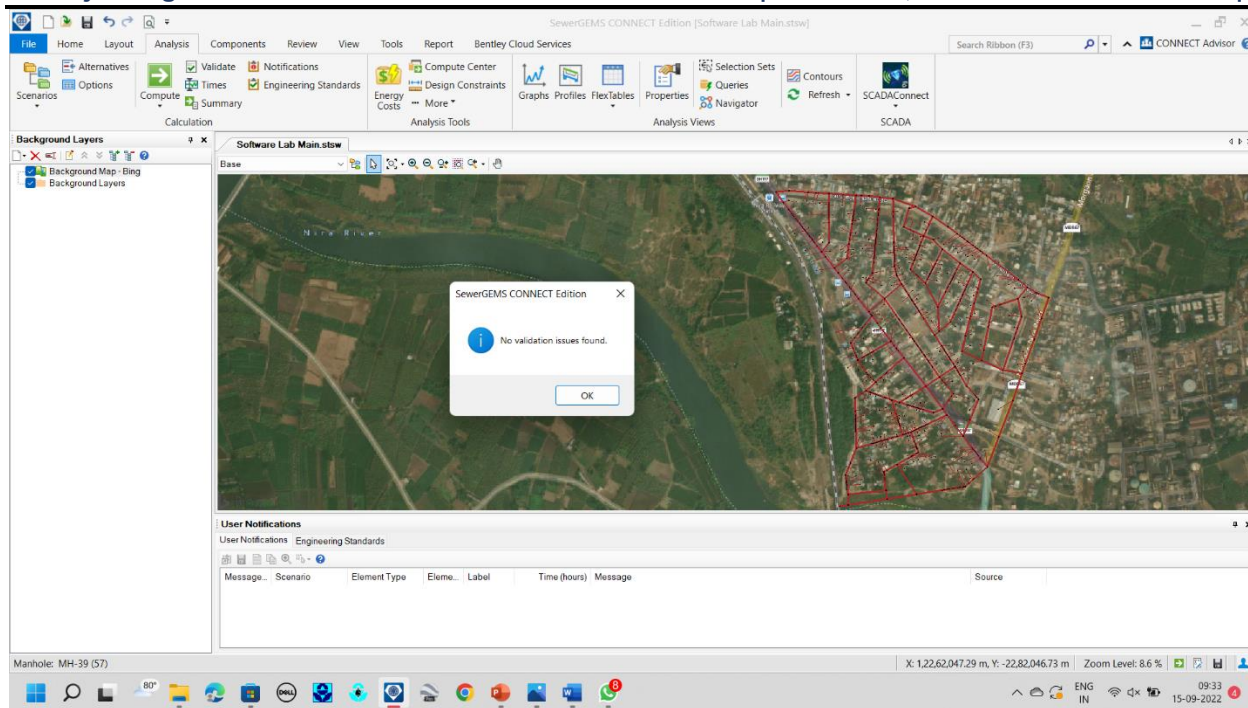 SewerGEMS CONNECT Edition [Software Lab Main.stsw]
File Home Layout Analysis Components Review View Tools Report Bentley Cloud Services Search Ribbon (F3) CONNECT Advisor
Scenarios
Alternatives
Options
Compute
Validate
Times
Summary
Notifications
Engineering Standards
Calculation
Energy Costs
Compute Center
Design Constraints
More
Analysis Tools
Graphs Profiles FlexTables Properties
Selection Sets
Queries
Navigator
Contours
Refresh
Analysis Views
SCADAConnect
SCADA
Background Layers
Background Map - Bing
Background Layers
Software Lab Main.stsw
Base
Nira River
SewerGEMS CONNECT Edition
No validation issues found.
OK
User Notifications
User Notifications Engineering Standards
Message... Scenario Element Type Eleme... Label Time (hours) Message Source
Manhole: MH-39 (57)
X: 1,22,62,047.29 m, Y: -22,82,046.73 m Zoom Level: 8.6 %
80°
DELL
8
ENG
IN
09:33
15-09-2022